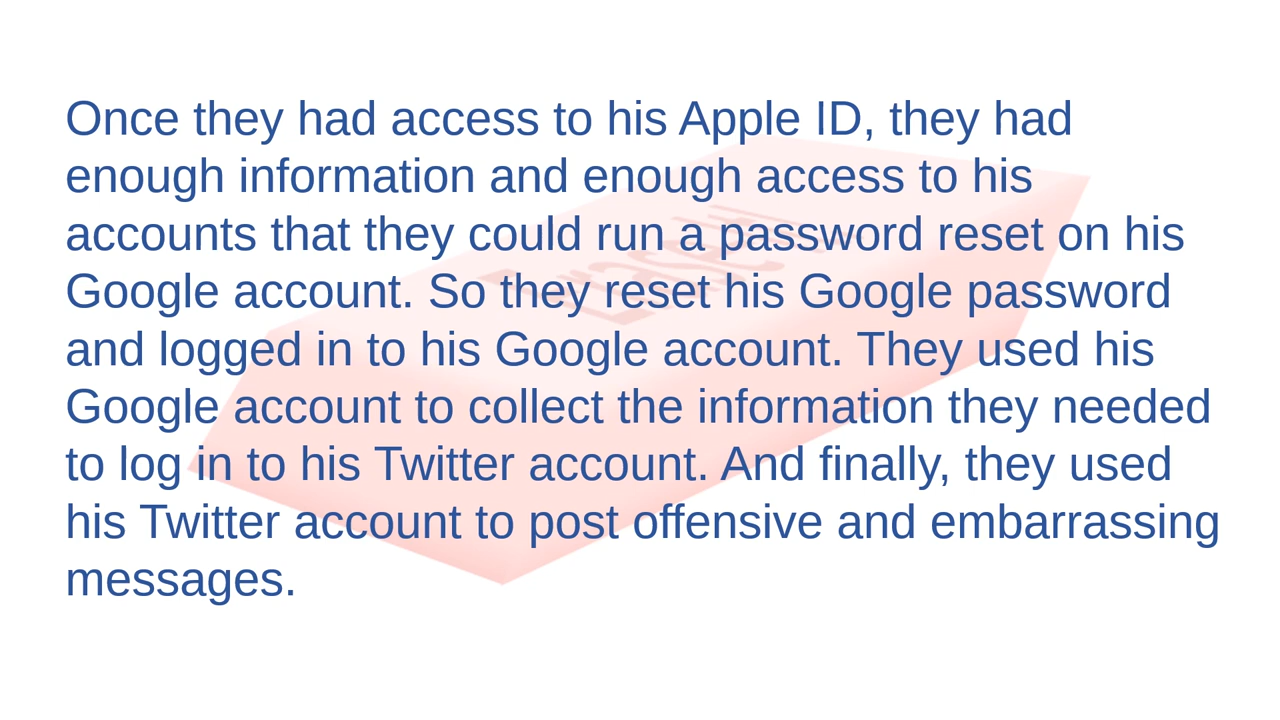 Once they had access to his Apple ID, they had
enough information and enough access to his
accounts that they could run a password reset on his
Google account. So they reset his Google password
and logged in to his Google account. They used his
Google account to collect the information they needed
to log in to his Twitter account. And finally, they used
his Twitter account to post offensive and embarrassing
messages.